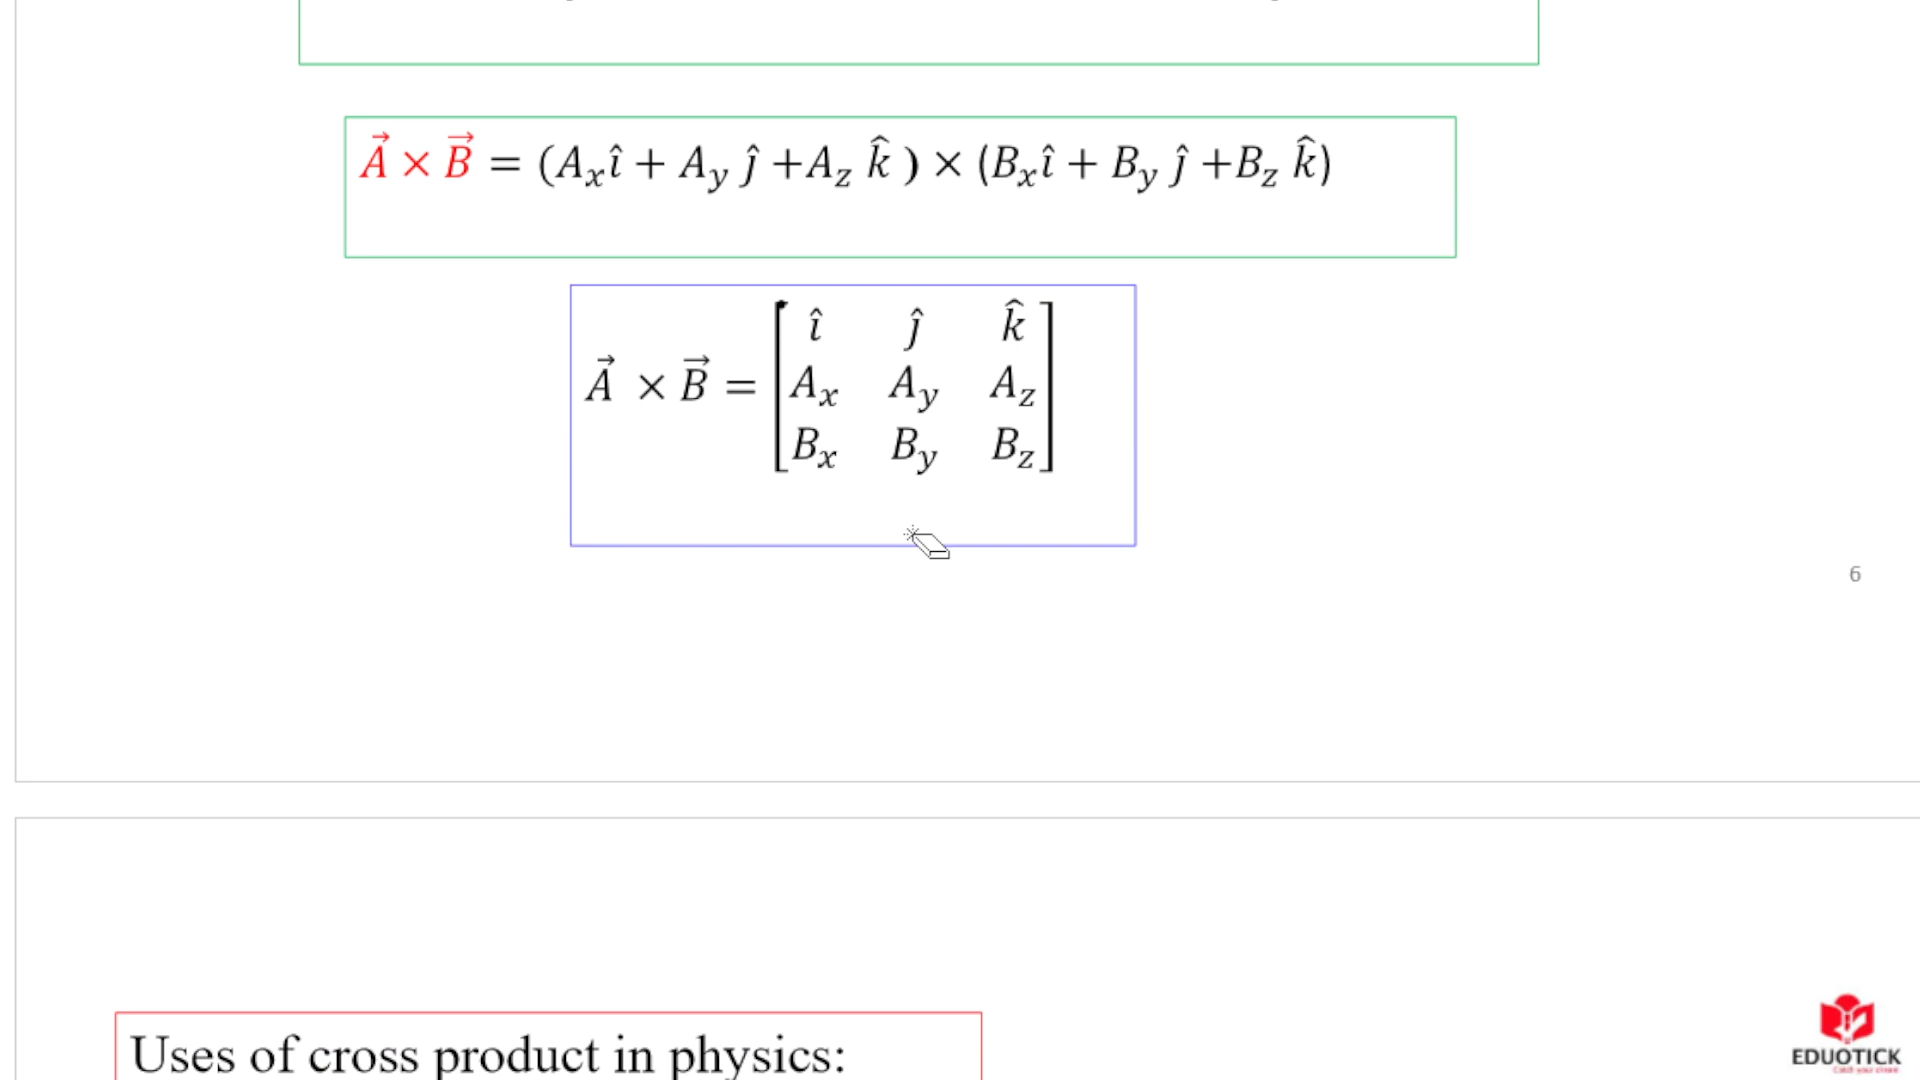 A⃗ × B⃗ = (Aₓî + A_y ĵ +A_z k̂ ) × (Bₓî + B_y ĵ +B_z k̂)
î ĵ k̂
A⃗ × B⃗ = [Aₓ A_y A_z]
Bₓ B_y B_z
6
Uses of cross product in physics:
EDUOTICK